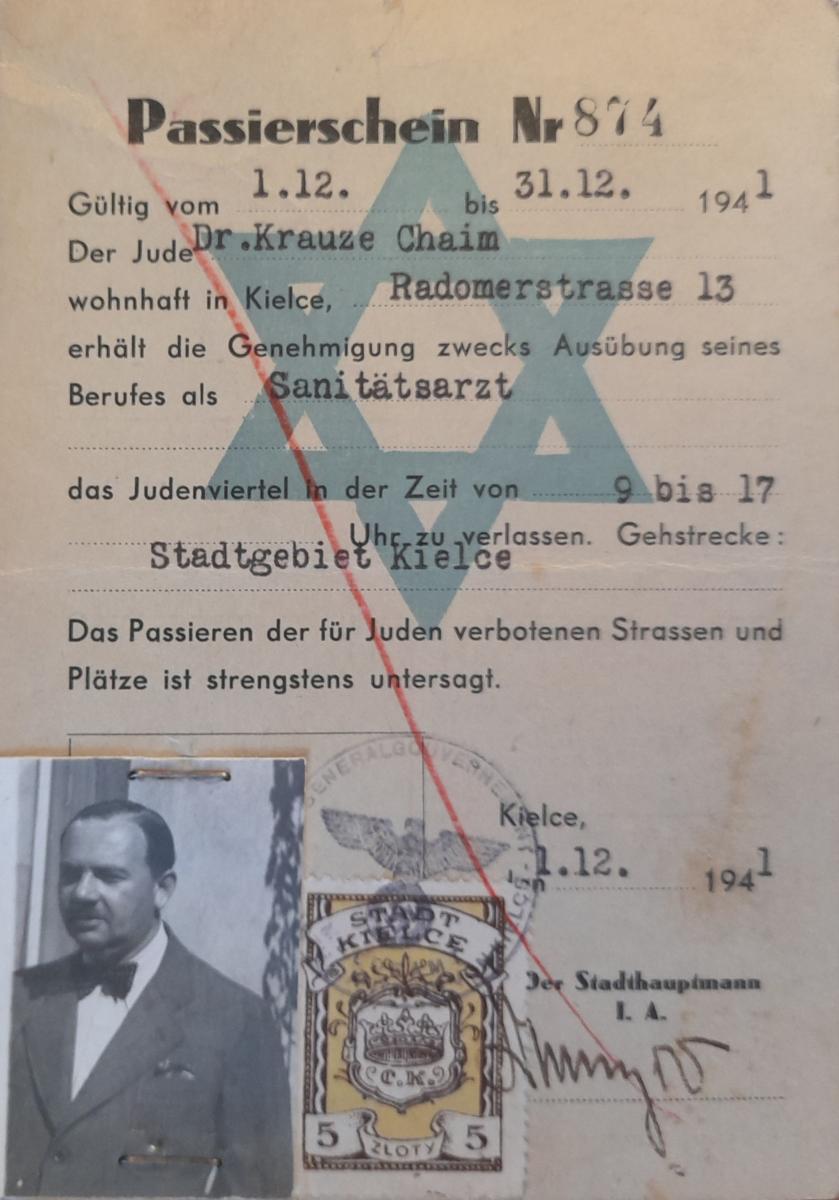 Passierschein Nr 874
Gültig vom 1.12. bis 31.12. 1941
Der Jude Dr.Krauze Chaim
wohnhaft in Kielce, Radomerstrasse 13
erhält die Genehmigung zwecks Ausübung seines
Berufes als Sanitätsarzt
das Judenviertel in der Zeit von 9 bis 17
Uhr zu verlassen. Gehstrecke:
Stadtgebiet Kielce
Das Passieren der für Juden verbotenen Strassen und
Plätze ist strengstens untersagt.
GENERALGOUVERNEMENT
Kielce,
1.12. 1941
STADT
KIELCE
Der Stadthauptmann
I. A.
C.K.
5 ZŁOTY 5